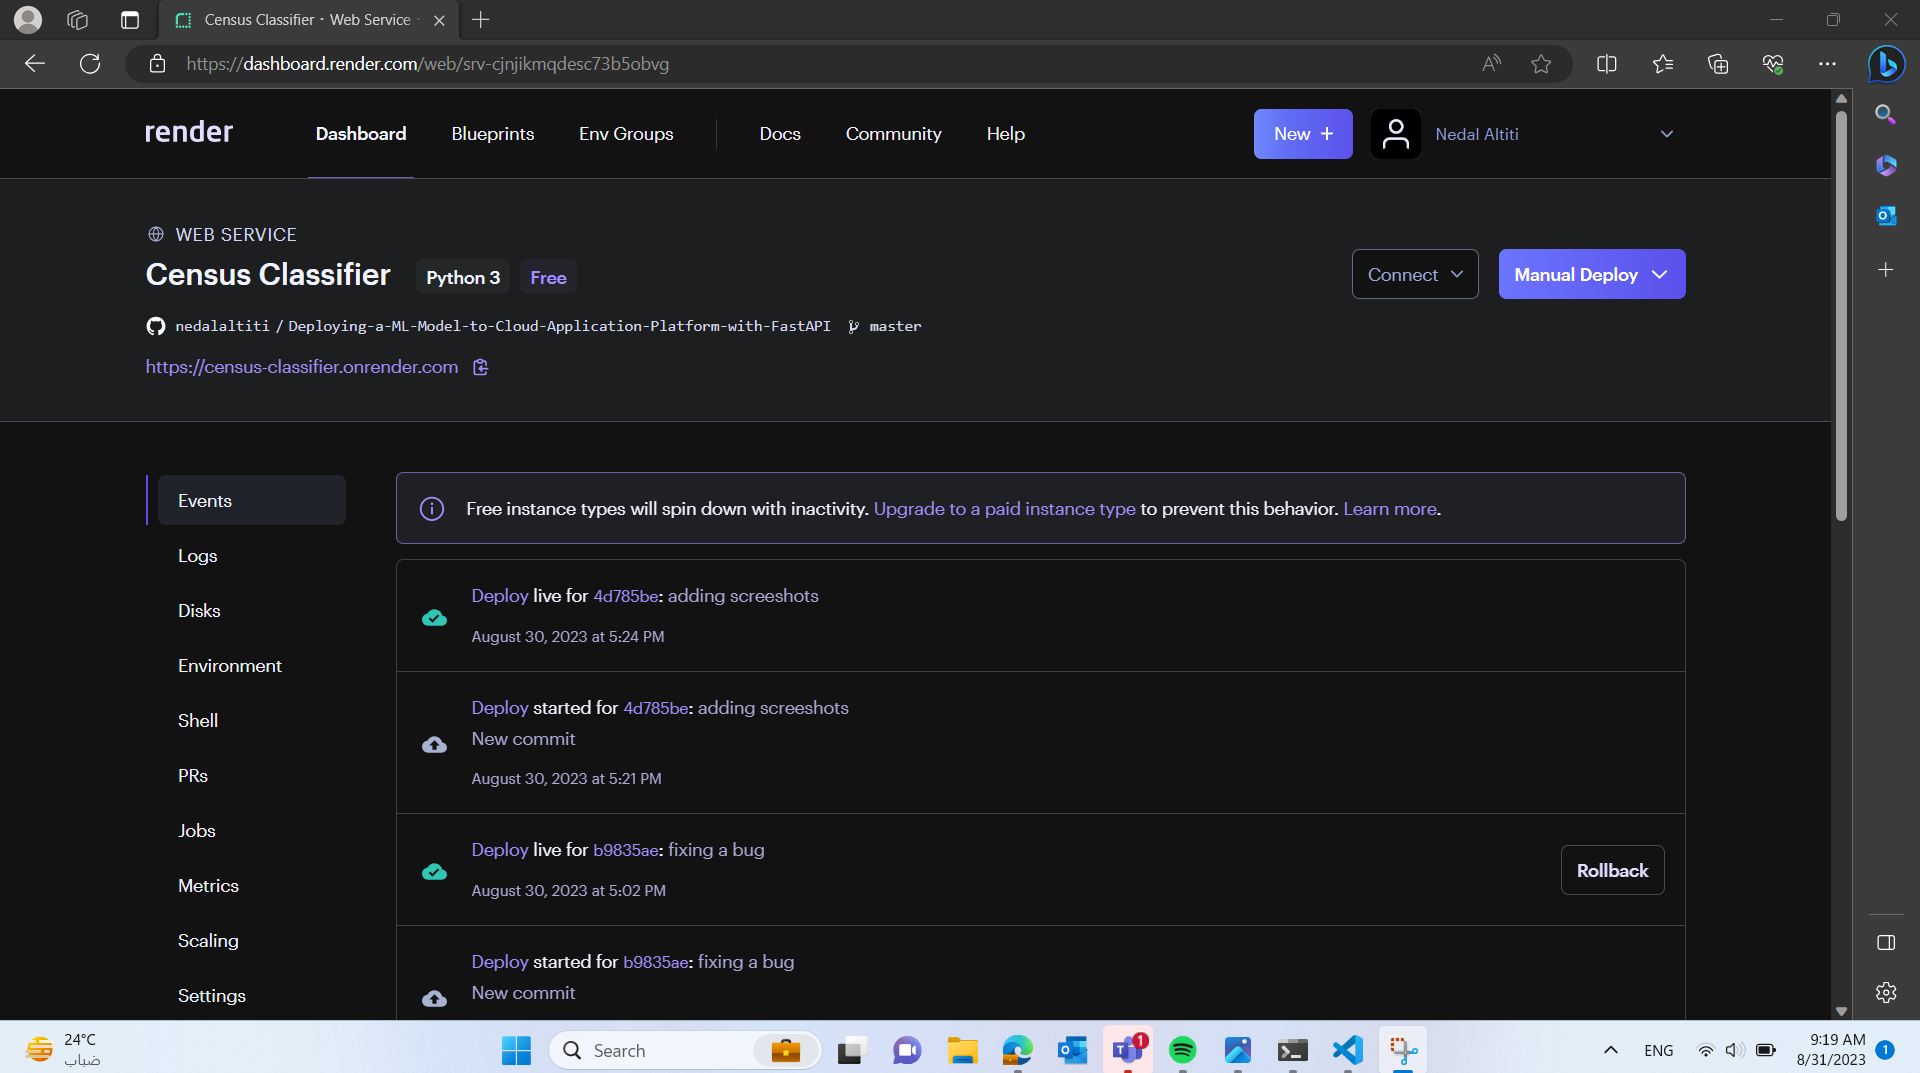 Census Classifier · Web Service
https://dashboard.render.com/web/srv-cjnjikmqdesc73b5obvg
render
Dashboard
Blueprints
Env Groups
Docs
Community
Help
New +
Nedal Altiti
WEB SERVICE
Census Classifier
Python 3
Free
Connect
Manual Deploy
nedalaltiti / Deploying-a-ML-Model-to-Cloud-Application-Platform-with-FastAPI
master
https://census-classifier.onrender.com
Events
Logs
Disks
Environment
Shell
PRs
Jobs
Metrics
Scaling
Settings
Free instance types will spin down with inactivity. Upgrade to a paid instance type to prevent this behavior. Learn more.
Deploy live for 4d785be: adding screeshots
August 30, 2023 at 5:24 PM
Deploy started for 4d785be: adding screeshots
New commit
August 30, 2023 at 5:21 PM
Deploy live for b9835ae: fixing a bug
August 30, 2023 at 5:02 PM
Rollback
Deploy started for b9835ae: fixing a bug
New commit
24°C
ضباب
Search
1
ENG
9:19 AM
8/31/2023
1